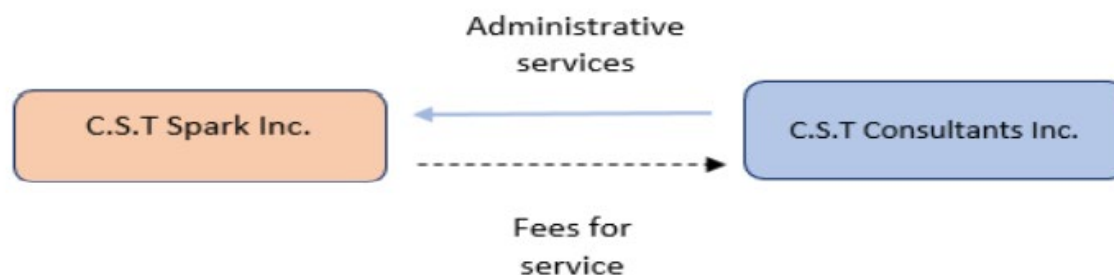 Administrative
services
C.S.T Spark Inc.
C.S.T Consultants Inc.
Fees for
service